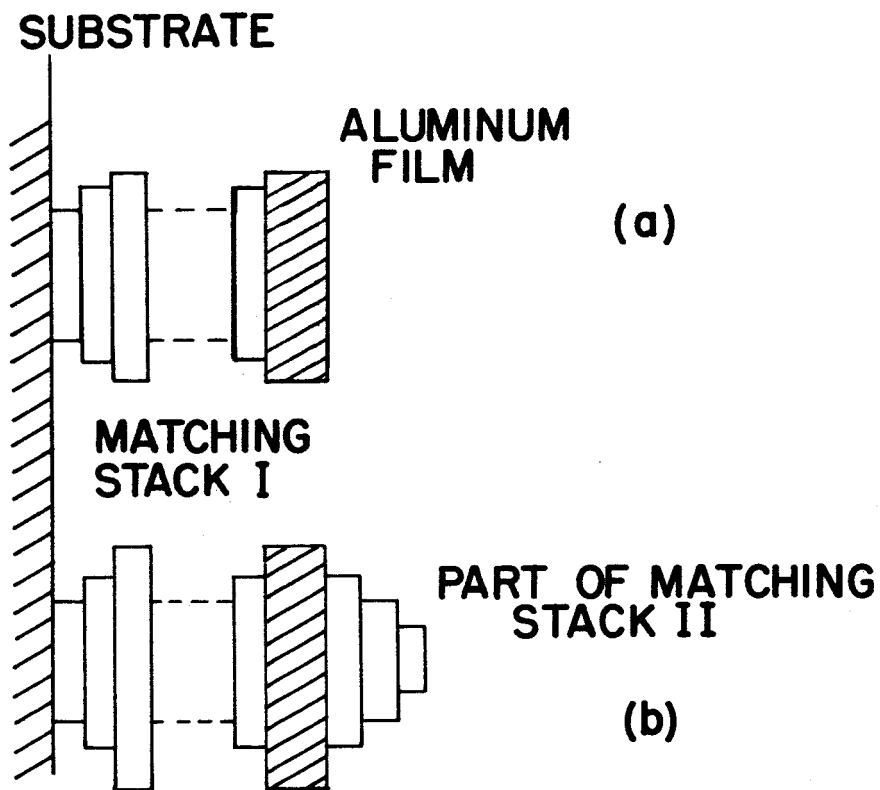 SUBSTRATE
ALUMINUM
FILM
(a)
MATCHING
STACK I
PART OF MATCHING
STACK II
(b)